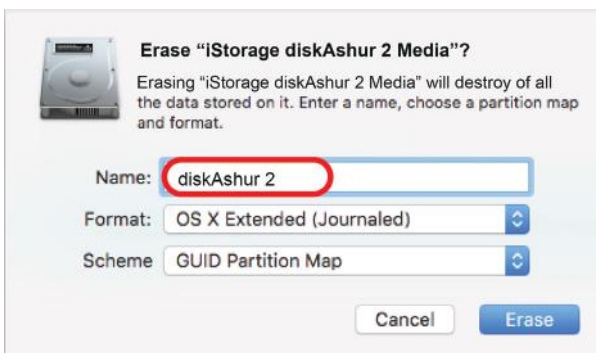 Erase “iStorage diskAshur 2 Media”?
Erasing “iStorage diskAshur 2 Media” will destroy of all
the data stored on it. Enter a name, choose a partition map
and format.
Name: diskAshur 2
Format: OS X Extended (Journaled)
Scheme GUID Partition Map
Cancel Erase